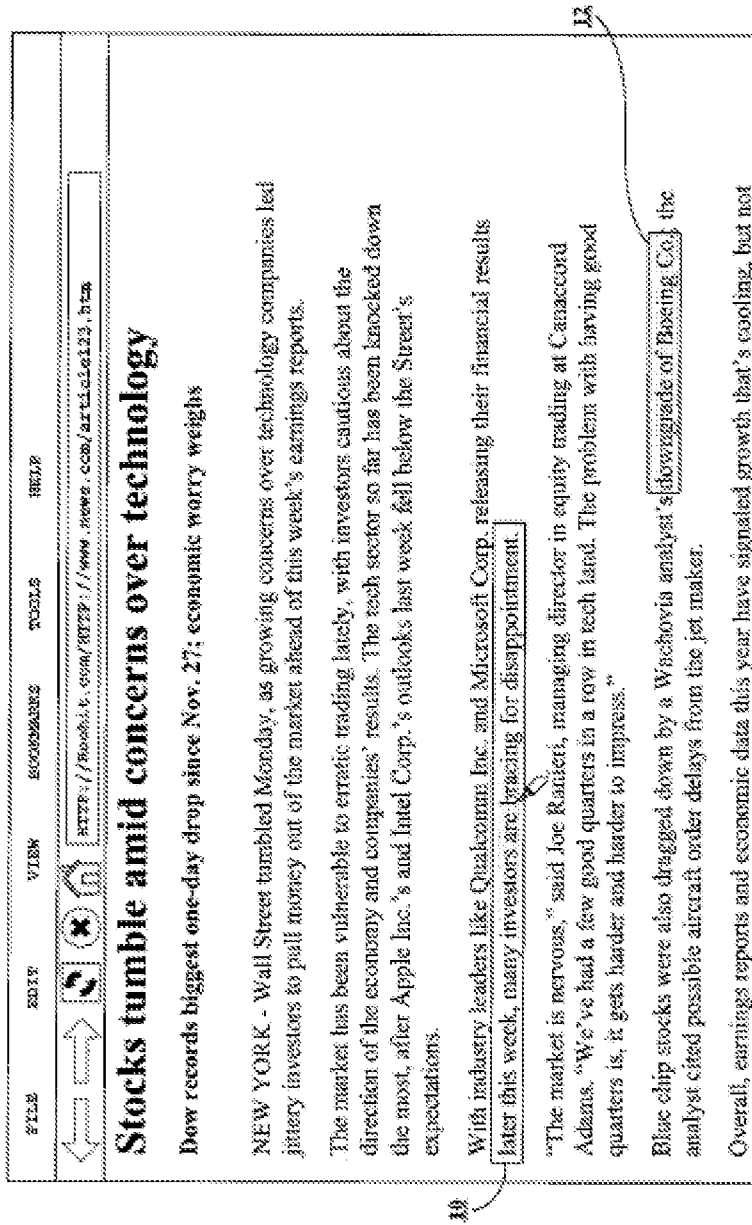 FILE EDIT VIEW BOOKMARKS TOOLS HELP
.com/HTTP://www.news.com/article123.htm
Stocks tumble amid concerns over technology
Dow records biggest one-day drop since Nov. 27; economic worry weighs
NEW YORK - Wall Street tumbled Monday, as growing concerns over technology companies led
jittery investors to pull money out of the market ahead of this week's earnings reports.
The market has been vulnerable to erratic trading lately, with investors cautious about the
direction of the economy and companies' results. The tech sector so far has been knocked down
the most, after Apple Inc.'s and Intel Corp.'s outlooks last week fell below the Street's
expectations.
With industry leaders like Qualcomm Inc. and Microsoft Corp. releasing their financial results
later this week, many investors are bracing for disappointment.
"The market is nervous," said Joe Ranieri, managing director in equity trading at Canaccord
Adams. "We've had a few good quarters in a row in tech land. The problem with having good
quarters is, it gets harder and harder to impress."
Blue chip stocks were also dragged down by a Wachovia analyst's downgrade of Boeing Co.; the
analyst cited possible aircraft order delays from the jet maker.
Overall, earnings reports and economic data this year have signaled growth that's cooling, but not
10
12